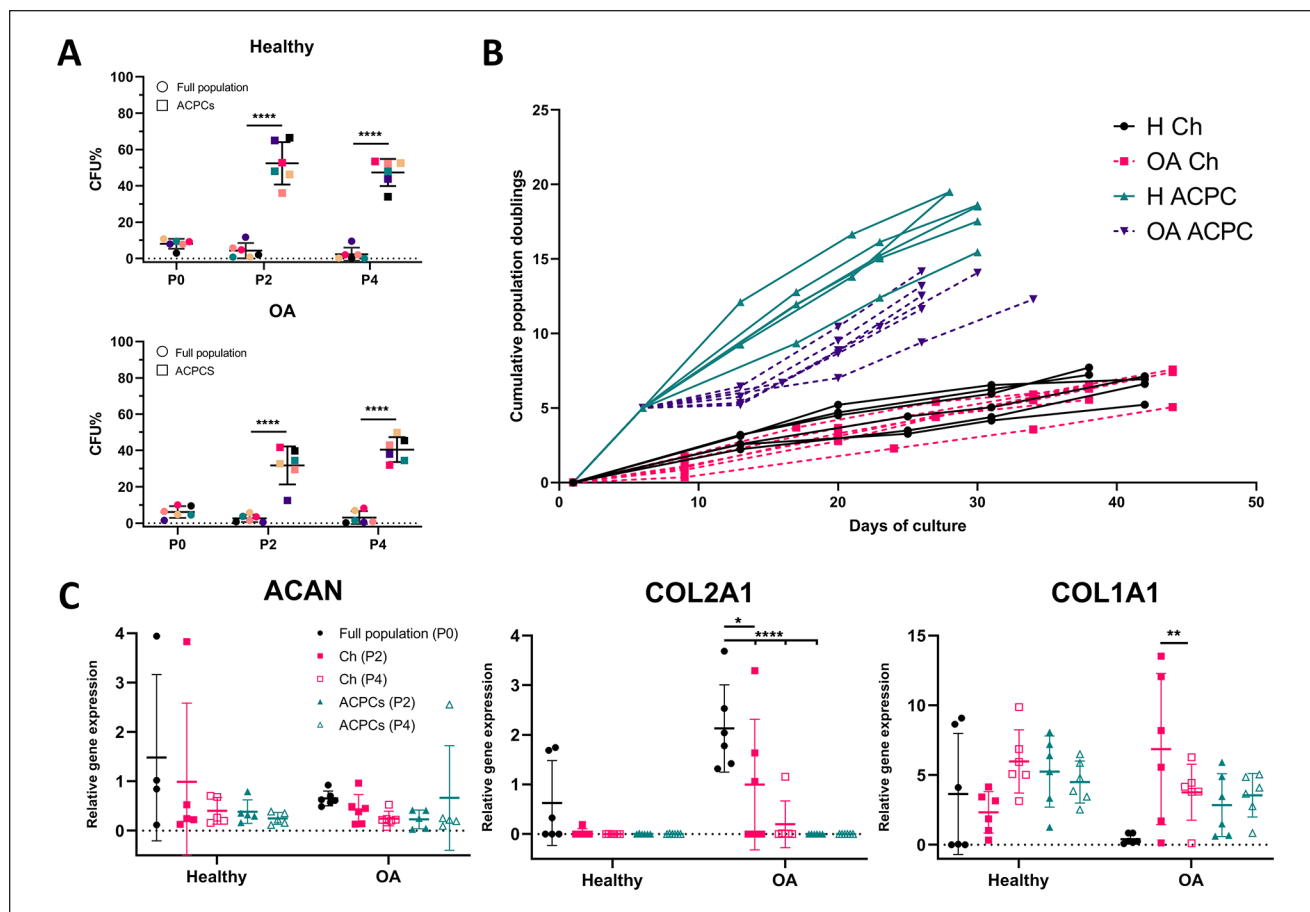 A
Healthy
Full population
ACPCs
100
80
60
40
20
0
CFU%
****
****
P0
P2
P4
OA
Full population
ACPCS
100
80
60
40
20
0
CFU%
****
****
P0
P2
P4
B
25
20
15
10
5
0
Cumulative population doublings
0
10
20
30
40
50
Days of culture
H Ch
OA Ch
H ACPC
OA ACPC
C
ACAN
4
3
2
1
0
Relative gene expression
Full population (P0)
Ch (P2)
Ch (P4)
ACPCs (P2)
ACPCs (P4)
Healthy
OA
COL2A1
4
3
2
1
0
Relative gene expression
*
****
Healthy
OA
COL1A1
15
10
5
0
Relative gene expression
**
Healthy
OA